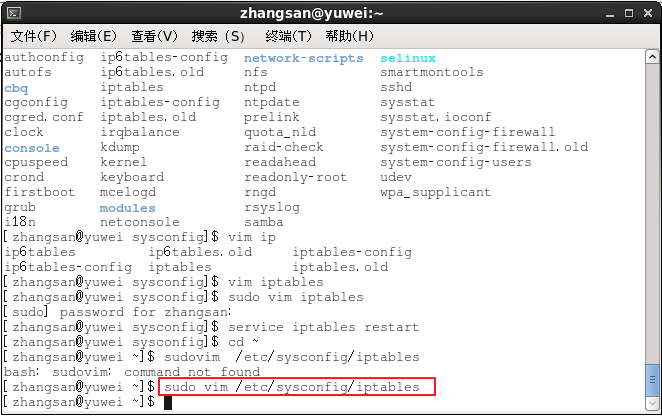 zhangsan@yuwei:~
文件(F) 编辑(E) 查看(V) 搜索 (S) 终端(T) 帮助(H)
authconfig ip6tables-config network-scripts selinux
autofs ip6tables.old nfs smartmontools
cbq iptables ntpd sshd
cgconfig iptables-config ntpdate sysstat
cgred.conf iptables.old prelink sysstat.ioconf
clock irqbalance quota_nld system-config-firewall
console kdump raid-check system-config-firewall.old
cpuspeed kernel readahead system-config-users
crond keyboard readonly-root udev
firstboot mcelogd rngd wpa_supplicant
grub modules rsyslog
i18n netconsole samba
[zhangsan@yuwei sysconfig]$ vim ip
ip6tables ip6tables.old iptables-config
ip6tables-config iptables iptables.old
[zhangsan@yuwei sysconfig]$ vim iptables
[zhangsan@yuwei sysconfig]$ sudo vim iptables
[sudo] password for zhangsan:
[zhangsan@yuwei sysconfig]$ service iptables restart
[zhangsan@yuwei sysconfig]$ cd ~
[zhangsan@yuwei ~]$ sudovim /etc/sysconfig/iptables
bash: sudovim: command not found
[zhangsan@yuwei ~]$ sudo vim /etc/sysconfig/iptables
[zhangsan@yuwei ~]$